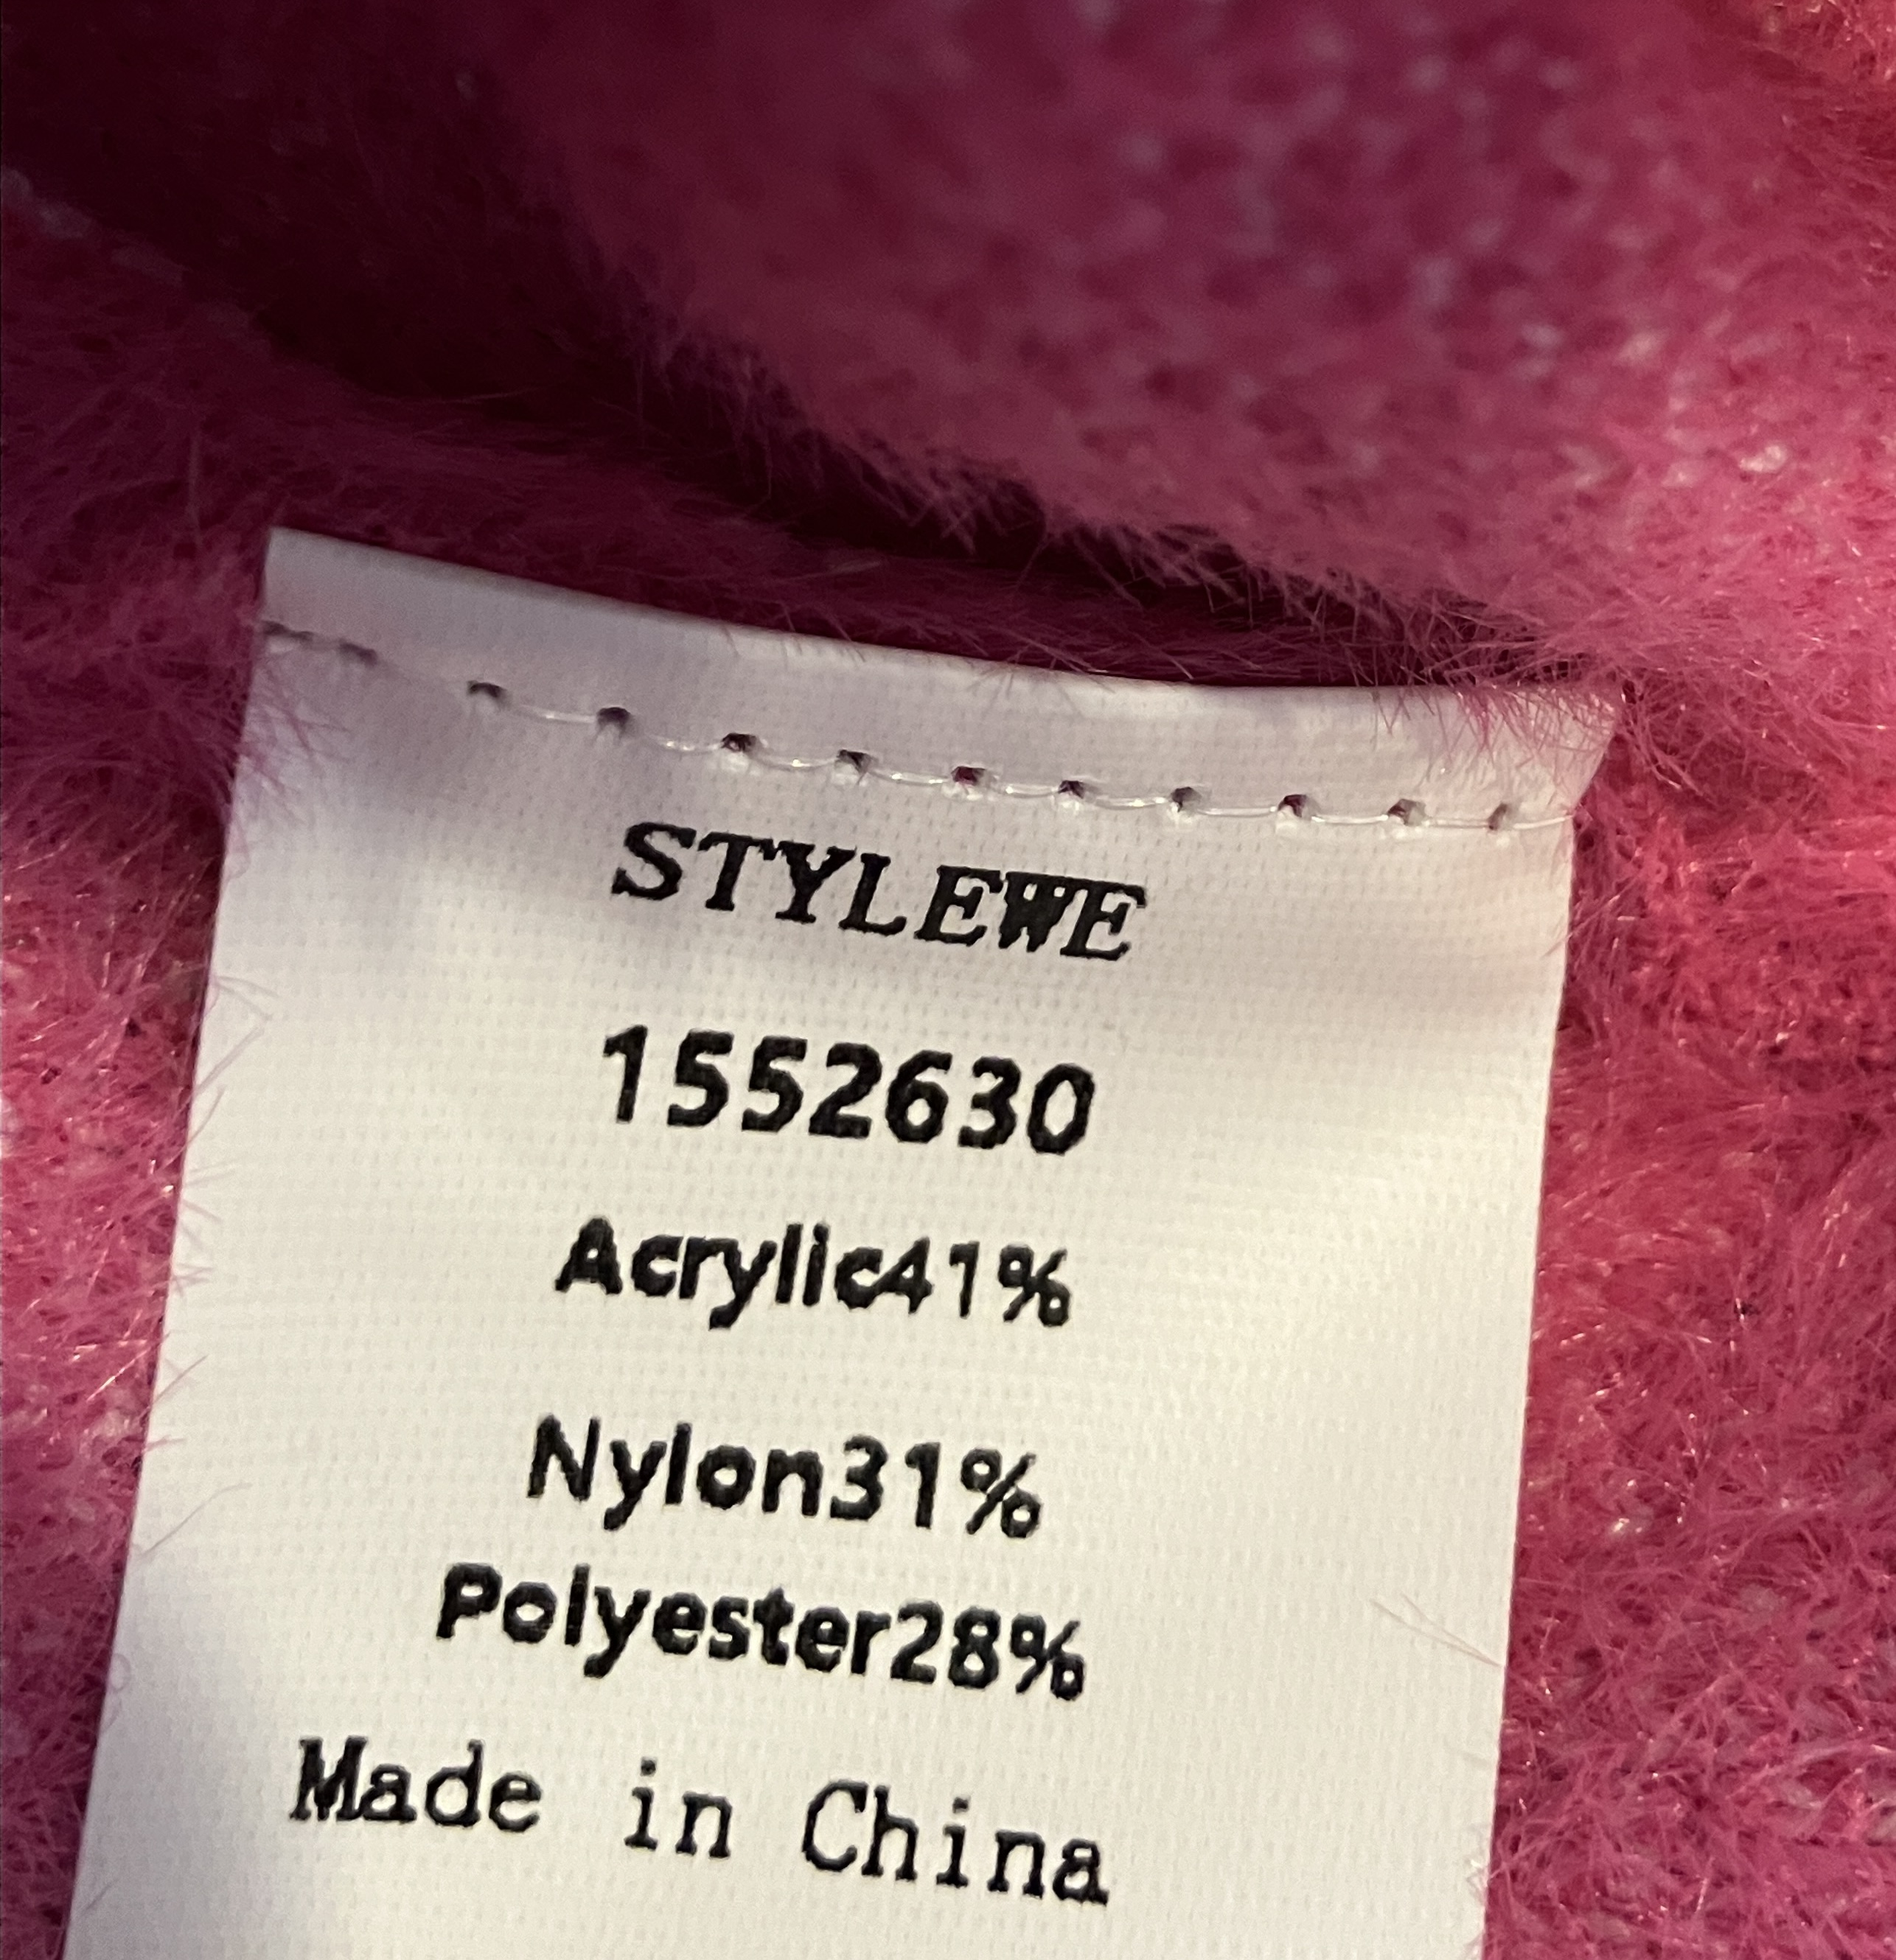 STYLEWE
1552630
Acrylic41%
Nylon31%
Polyester28%
Made in China